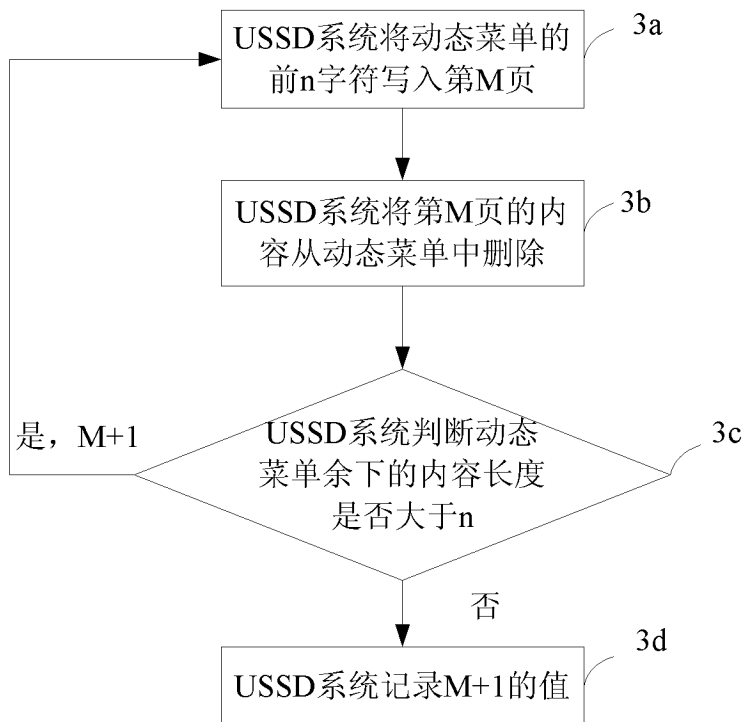 USSD系统将动态菜单的
前n字符写入第M页
3a
USSD系统将第M页的内
容从动态菜单中删除
3b
是，M+1
USSD系统判断动态
菜单余下的内容长度
是否大于n
3c
否
3d
USSD系统记录M+1的值